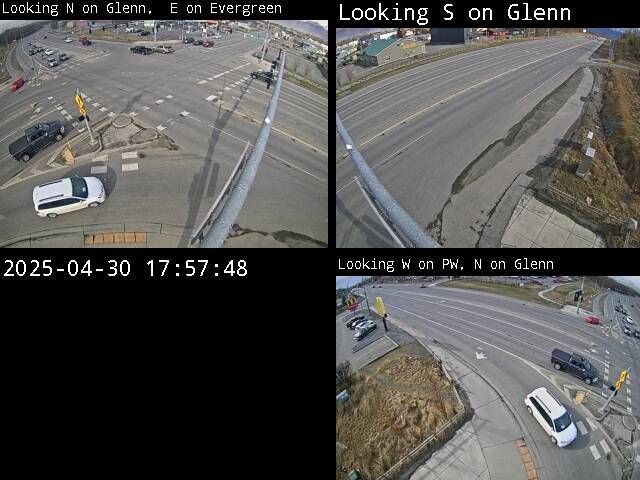 Looking N on Glenn, E on Evergreen
Looking S on Glenn
2025-04-30 17:57:48
Looking W on PW, N on Glenn